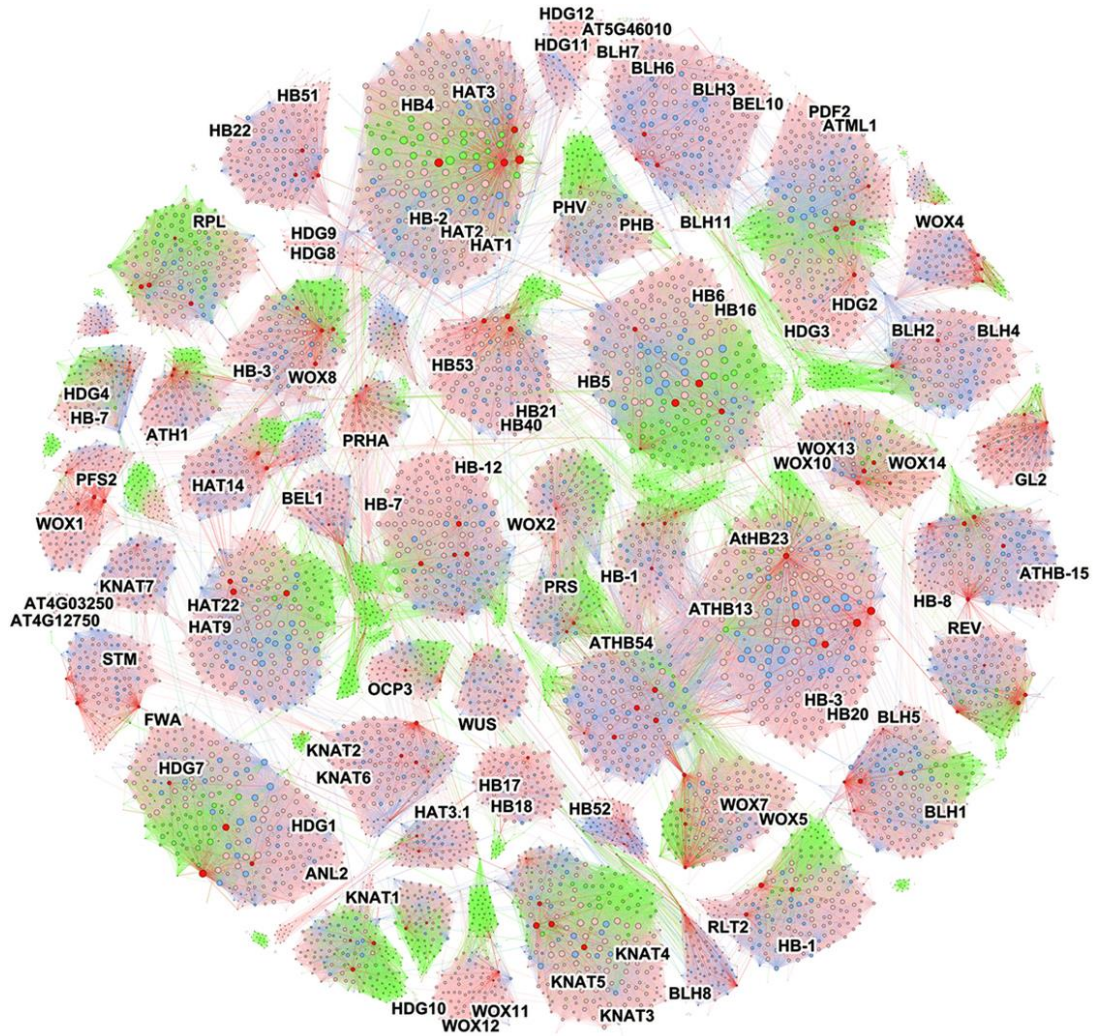 HDG12
AT5G46010
HDG11
BLH7
BLH6
HAT3
HB51
BLH3
HB4
BEL10
PDF2
ATML1
HB22
PHV
RPL
HB-2
PHB
BLH11
WOX4
HAT2
HDG9
HAT1
HDG8
HB6
HDG2
HB16
HDG3
BLH2
BLH4
HB53
HB-3
WOX8
HB5
HDG4
HB21
HB-7
HB40
ATH1
PRHA
WOX13
WOX10
WOX14
HB-12
PFS2
HAT14
GL2
BEL1
HB-7
WOX1
WOX2
AtHB23
KNAT7
HB-1
ATHB-15
PRS
HB-8
AT4G03250
HAT22
ATHB13
AT4G12750
HAT9
REV
ATHB54
STM
OCP3
HB-3
HB20
BLH5
FWA
WUS
KNAT2
HDG7
KNAT6
HB17
WOX7
HB18
HB52
HAT3.1
BLH1
WOX5
HDG1
ANL2
KNAT1
RLT2
HB-1
KNAT4
KNAT5
BLH8
HDG10
WOX11
KNAT3
WOX12